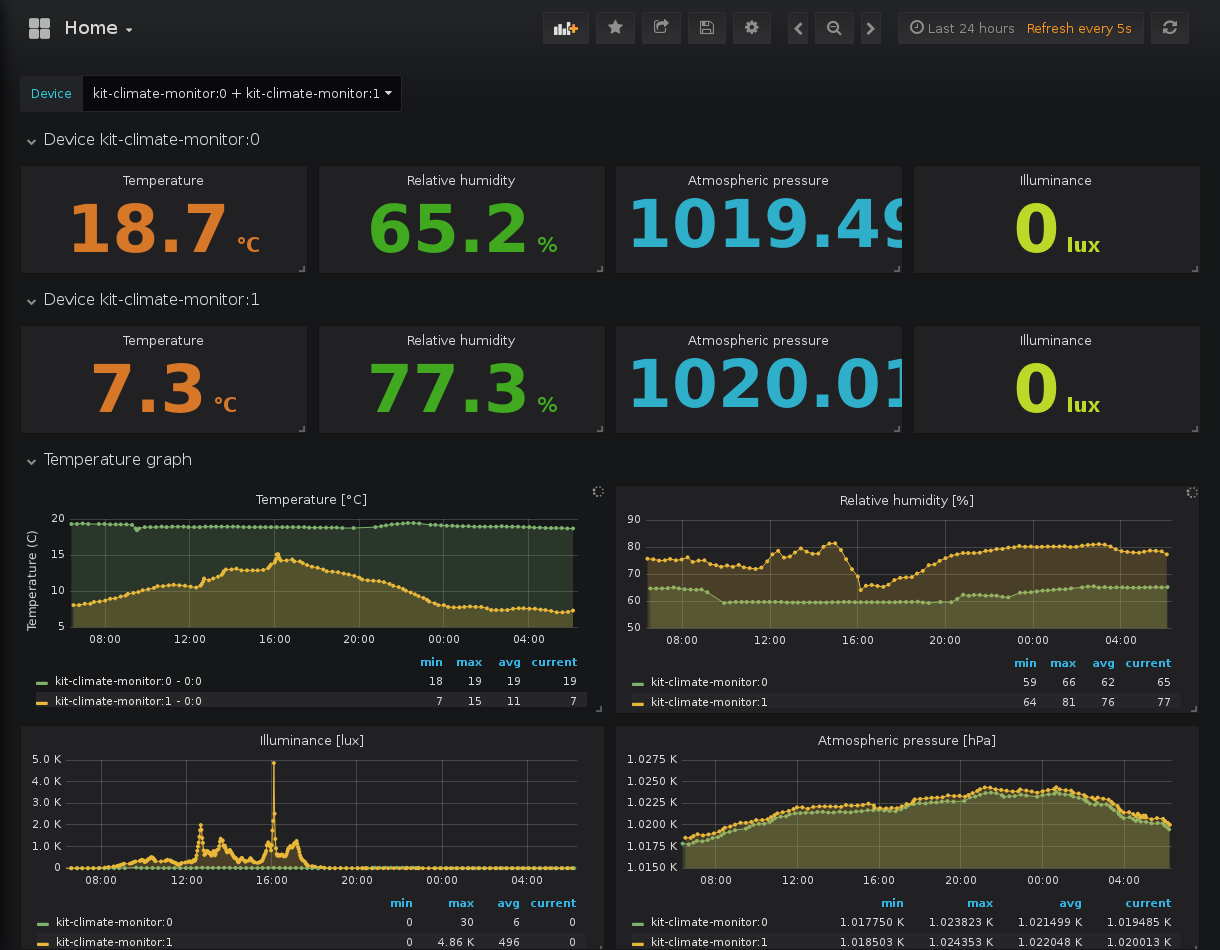 Home
Last 24 hours Refresh every 5s
Device kit-climate-monitor:0 + kit-climate-monitor:1
Device kit-climate-monitor:0
Temperature Relative humidity Atmospheric pressure Illuminance
18.7 °C 65.2 % 1019.49 0 lux
Device kit-climate-monitor:1
Temperature Relative humidity Atmospheric pressure Illuminance
7.3 °C 77.3 % 1020.01 0 lux
Temperature graph
Temperature [°C]
Temperature (C)
20
15
10
5
08:00 12:00 16:00 20:00 00:00 04:00
min max avg current
kit-climate-monitor:0 - 0:0 18 19 19 19
kit-climate-monitor:1 - 0:0 7 15 11 7
Relative humidity [%]
90
80
70
60
50
08:00 12:00 16:00 20:00 00:00 04:00
min max avg current
kit-climate-monitor:0 59 66 62 65
kit-climate-monitor:1 64 81 76 77
Illuminance [lux]
5.0 K
4.0 K
3.0 K
2.0 K
1.0 K
0
08:00 12:00 16:00 20:00 00:00 04:00
min max avg current
kit-climate-monitor:0 0 30 6 0
kit-climate-monitor:1 0 4.86 K 496 0
Atmospheric pressure [hPa]
1.0275 K
1.0250 K
1.0225 K
1.0200 K
1.0175 K
1.0150 K
08:00 12:00 16:00 20:00 00:00 04:00
min max avg current
kit-climate-monitor:0 1.017750 K 1.023823 K 1.021499 K 1.019485 K
kit-climate-monitor:1 1.018503 K 1.024353 K 1.022048 K 1.020013 K